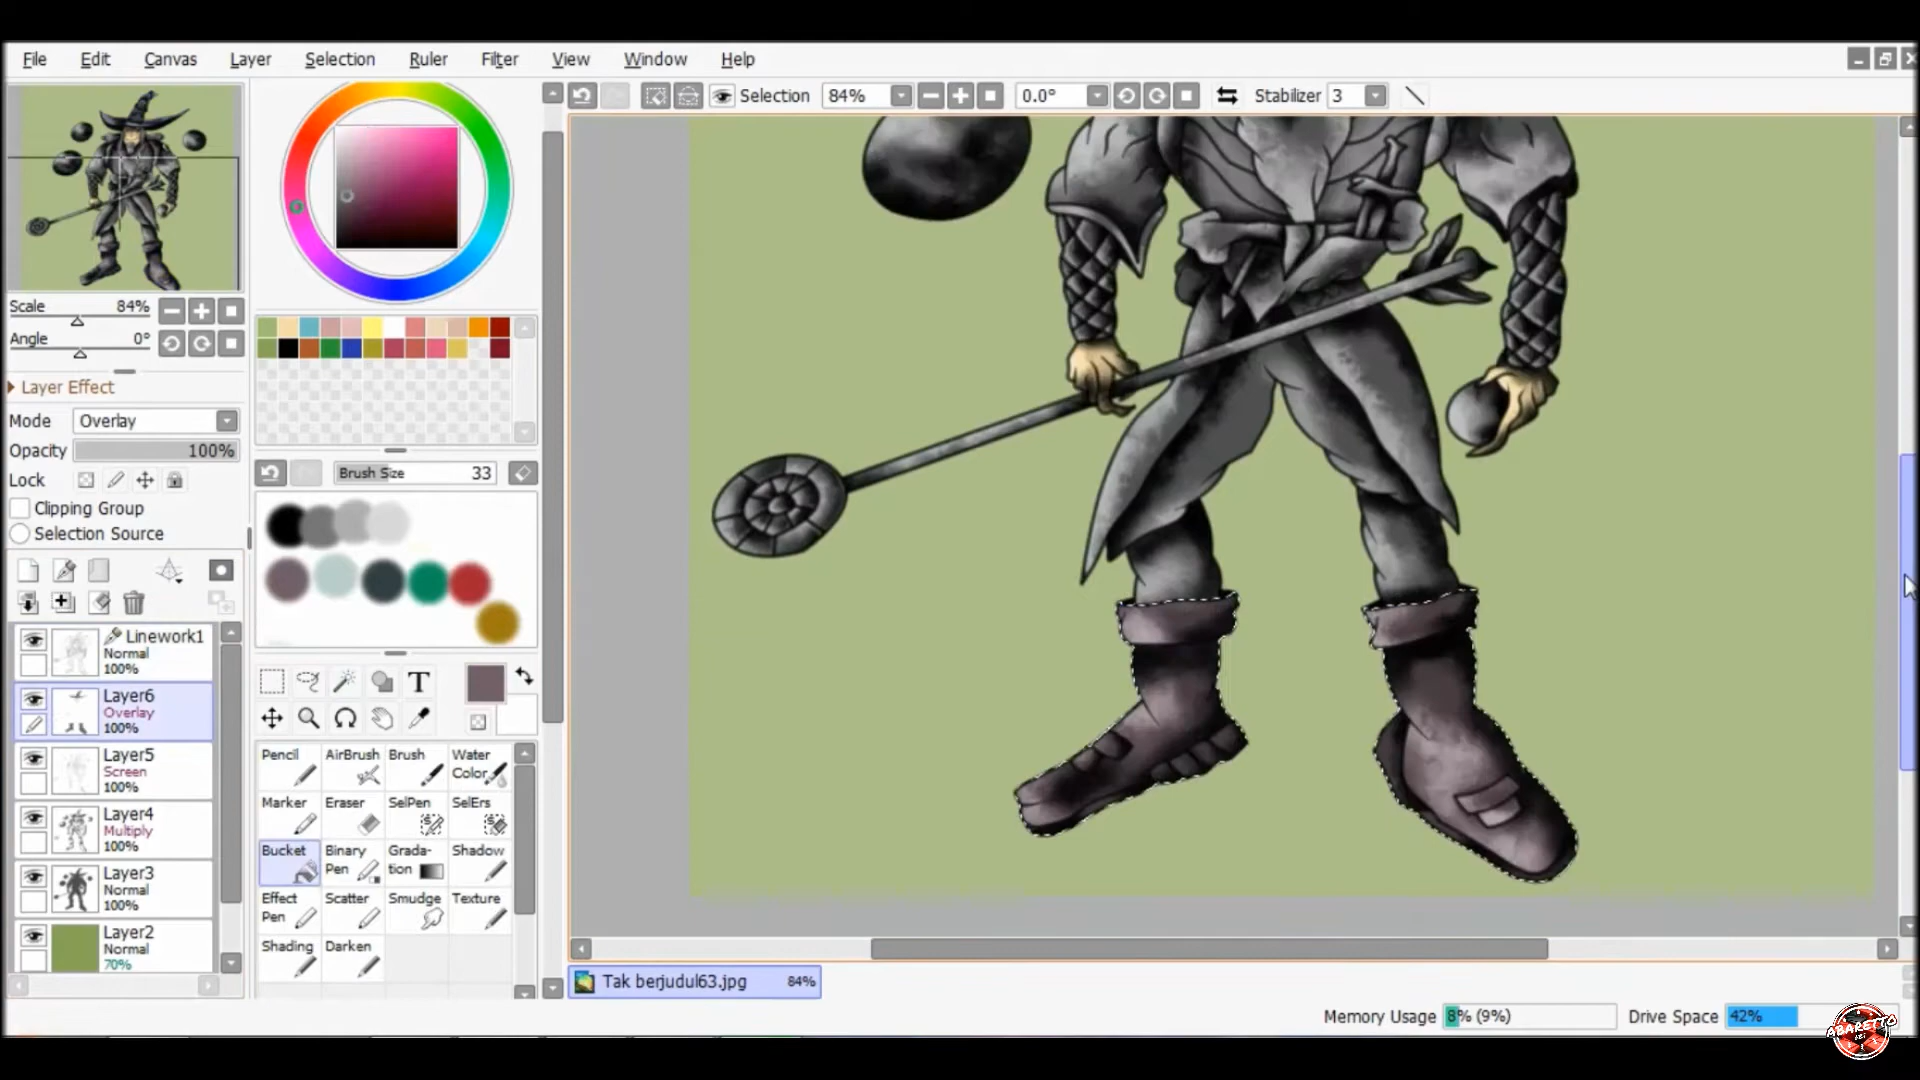 File Edit Canvas Layer Selection Ruler Filter View Window Help
Selection 84% 0.0° Stabilizer 3
Scale 84%
Angle 0°
Layer Effect
Mode Overlay
Opacity 100%
Lock
Clipping Group
Selection Source
Brush Size 33
T
Linework1
Normal
100%
Layer6
Overlay
100%
Layer5
Screen
100%
Layer4
Multiply
100%
Layer3
Normal
100%
Layer2
Normal
70%
Pencil AirBrush Brush Water Color
Marker Eraser SelPen SelErs
Bucket Binary Pen Grada-tion Shadow
Effect Pen Scatter Smudge Texture
Shading Darken
Tak berjudul63.jpg 84%
Memory Usage 8% (9%) Drive Space 42%
ABARETTO